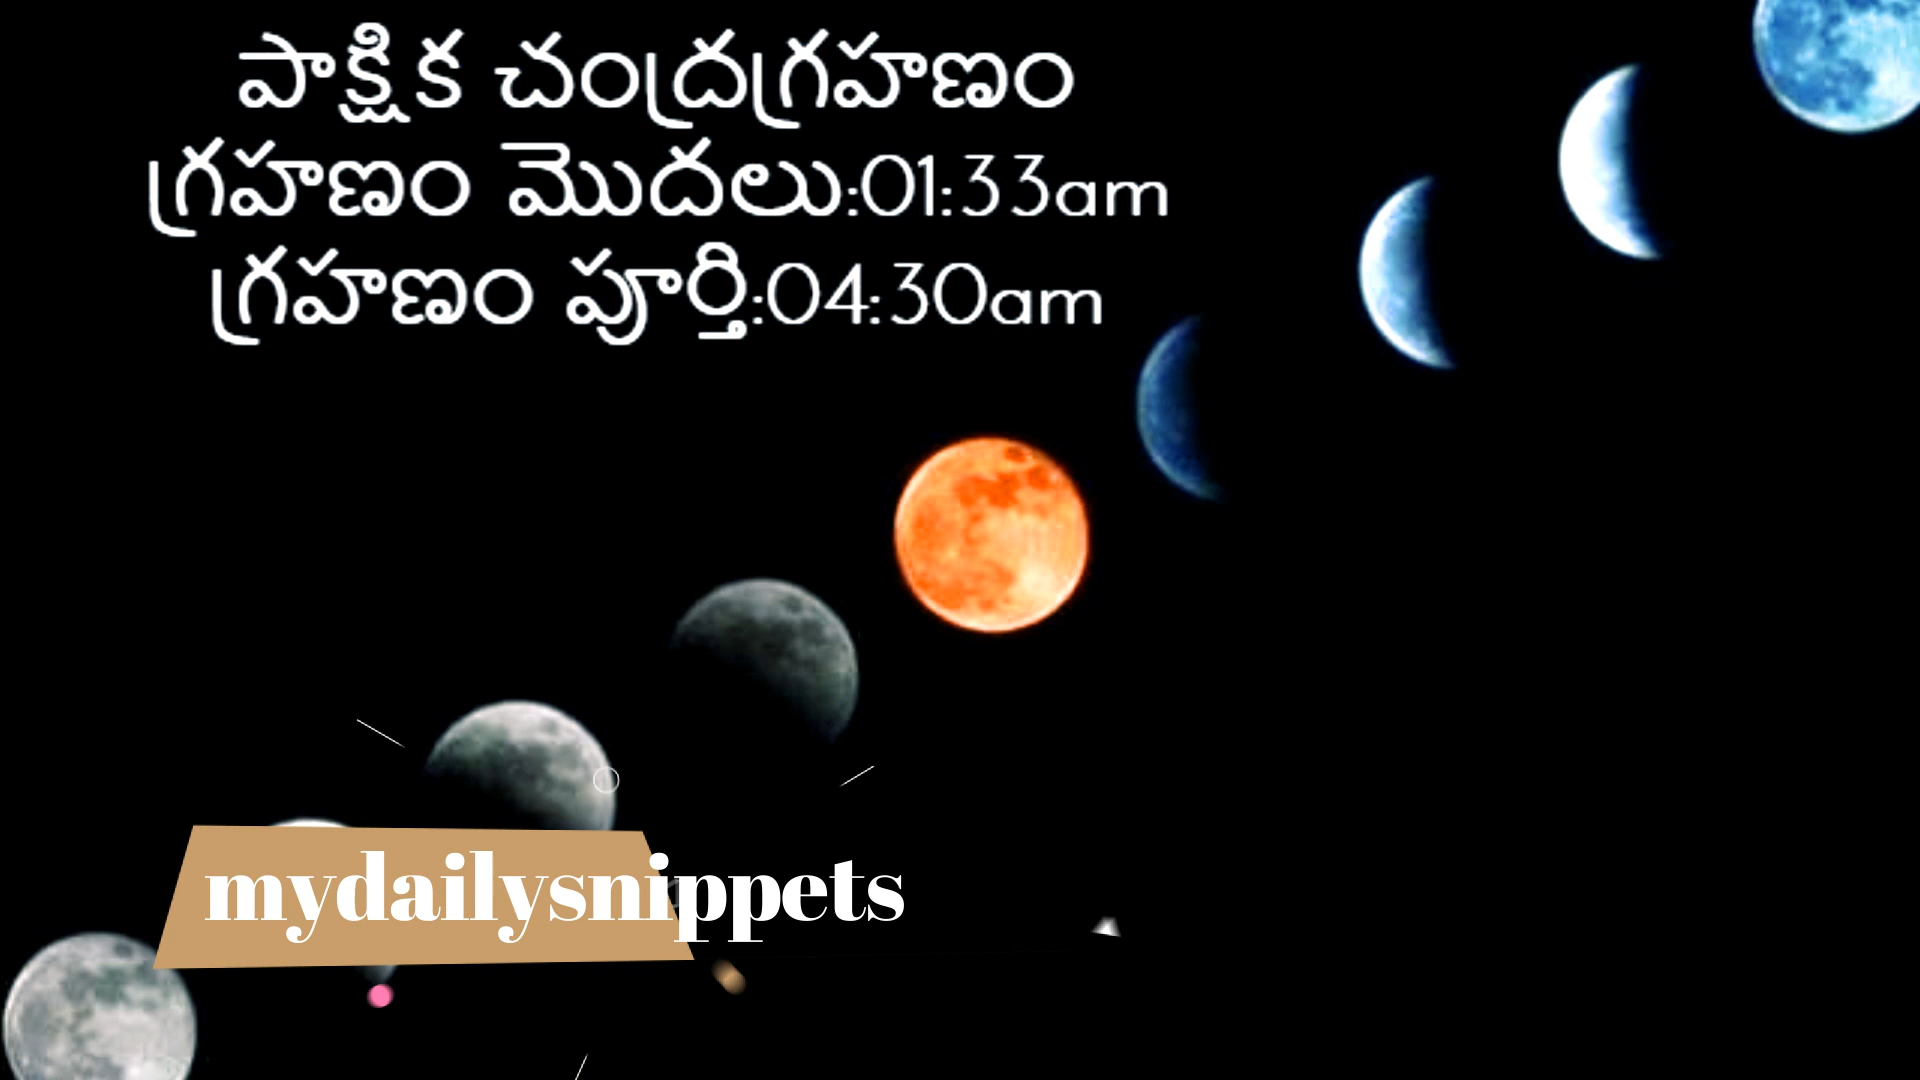 పాక్షిక చంద్రగ్రహణం
గ్రహణం మొదలు:01:33am
గ్రహణం పూర్తి:04:30am
mydailysnippets